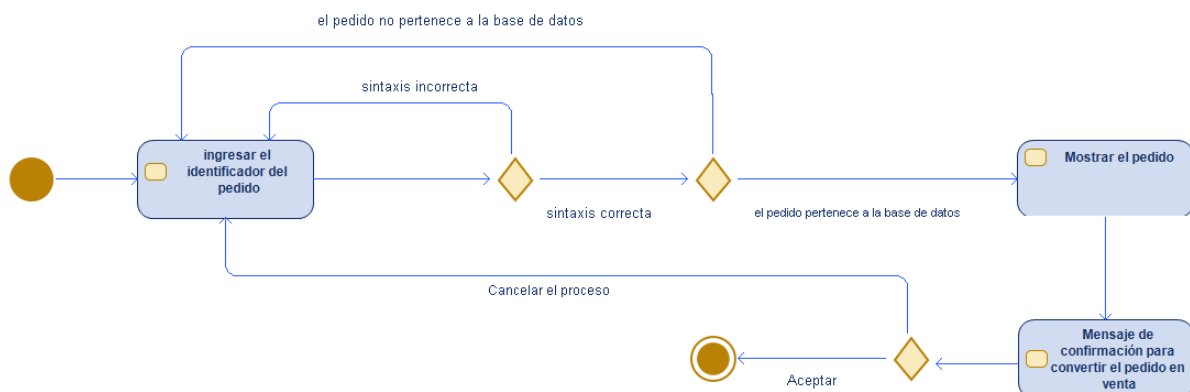 el pedido no pertenece a la base de datos
sintaxis incorrecta
ingresar el
identificador del
pedido
Mostrar el pedido
sintaxis correcta
el pedido pertenece a la base de datos
Cancelar el proceso
Mensaje de
confirmación para
convertir el pedido en
venta
Aceptar